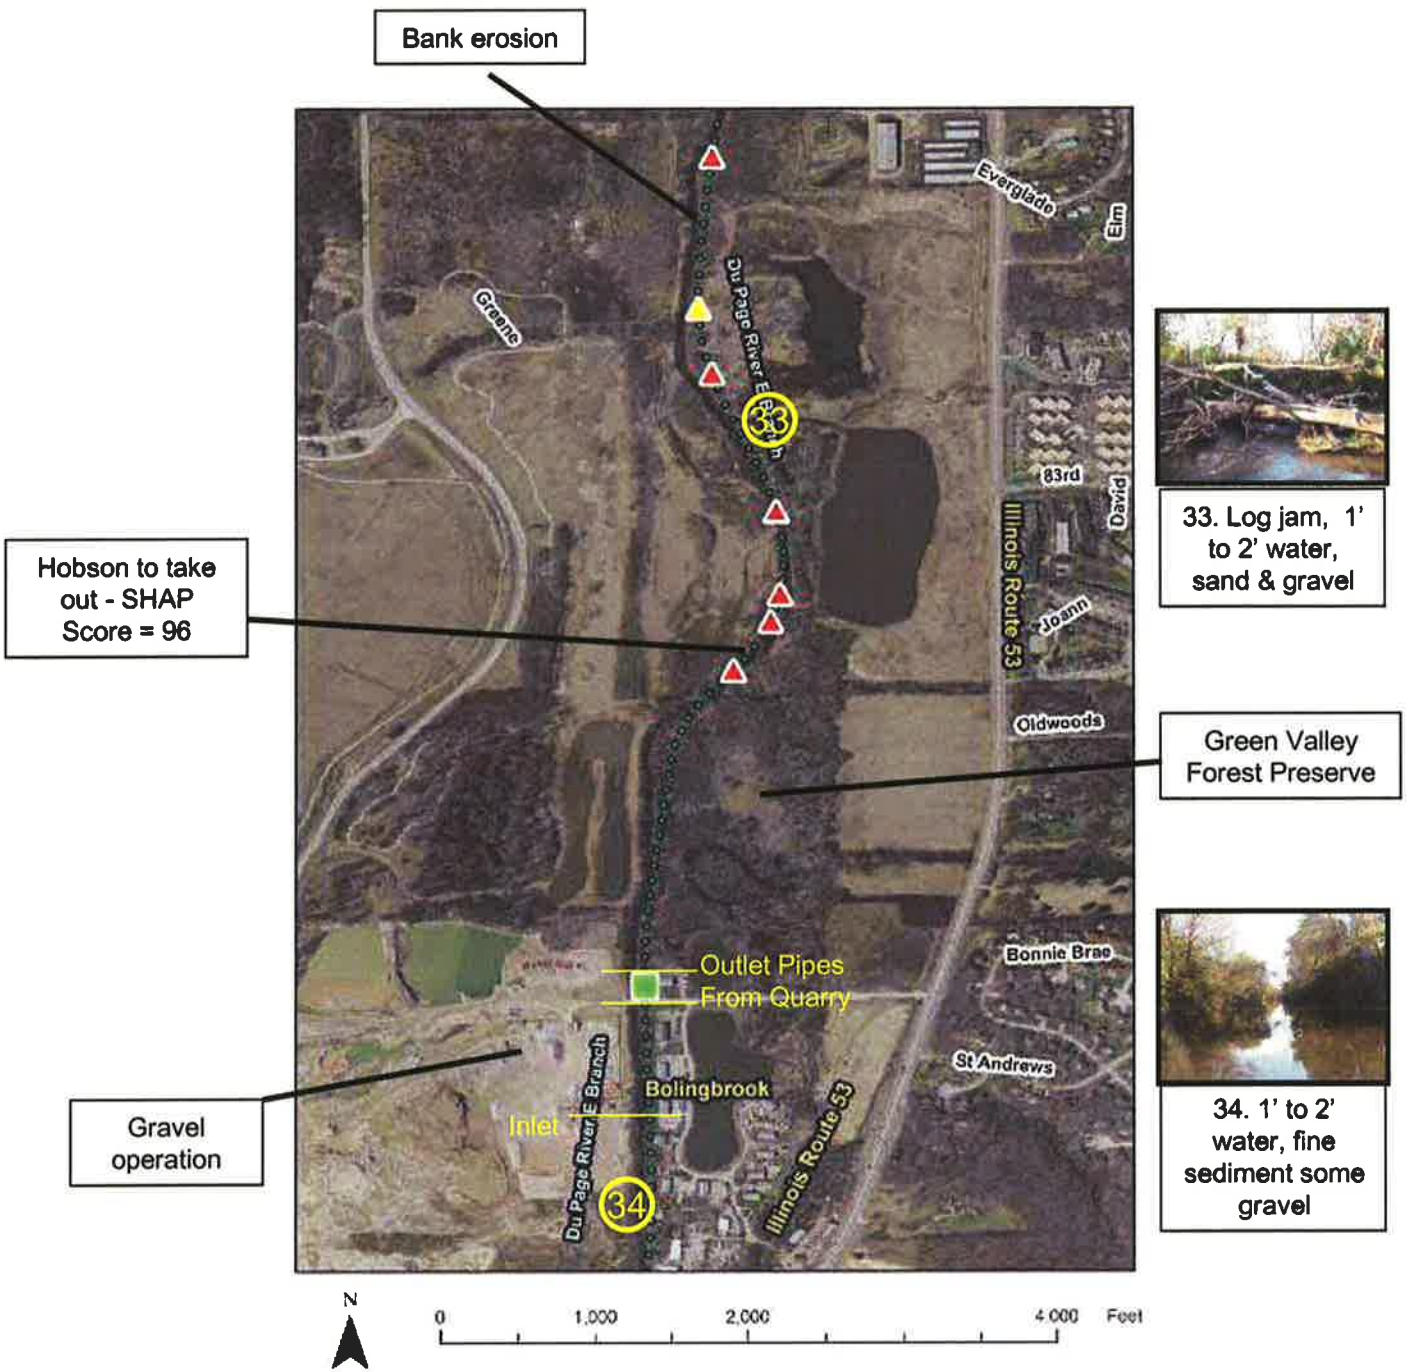 Bank erosion
Everglade
Elm
Du Page River E Branch
Greene
33
83rd
David
33. Log jam, 1'
to 2' water,
sand & gravel
Illinois Route 53
Hobson to take
out - SHAP
Score = 96
Joann
Oldwoods
Green Valley
Forest Preserve
Bonnie Brae
Outlet Pipes
From Quarry
St Andrews
Bolingbrook
Illinois Route 53
Gravel
operation
Inlet
Du Page River E Branch
34
34. 1' to 2'
water, fine
sediment some
gravel
N
0 1,000 2,000 4,000 Feet